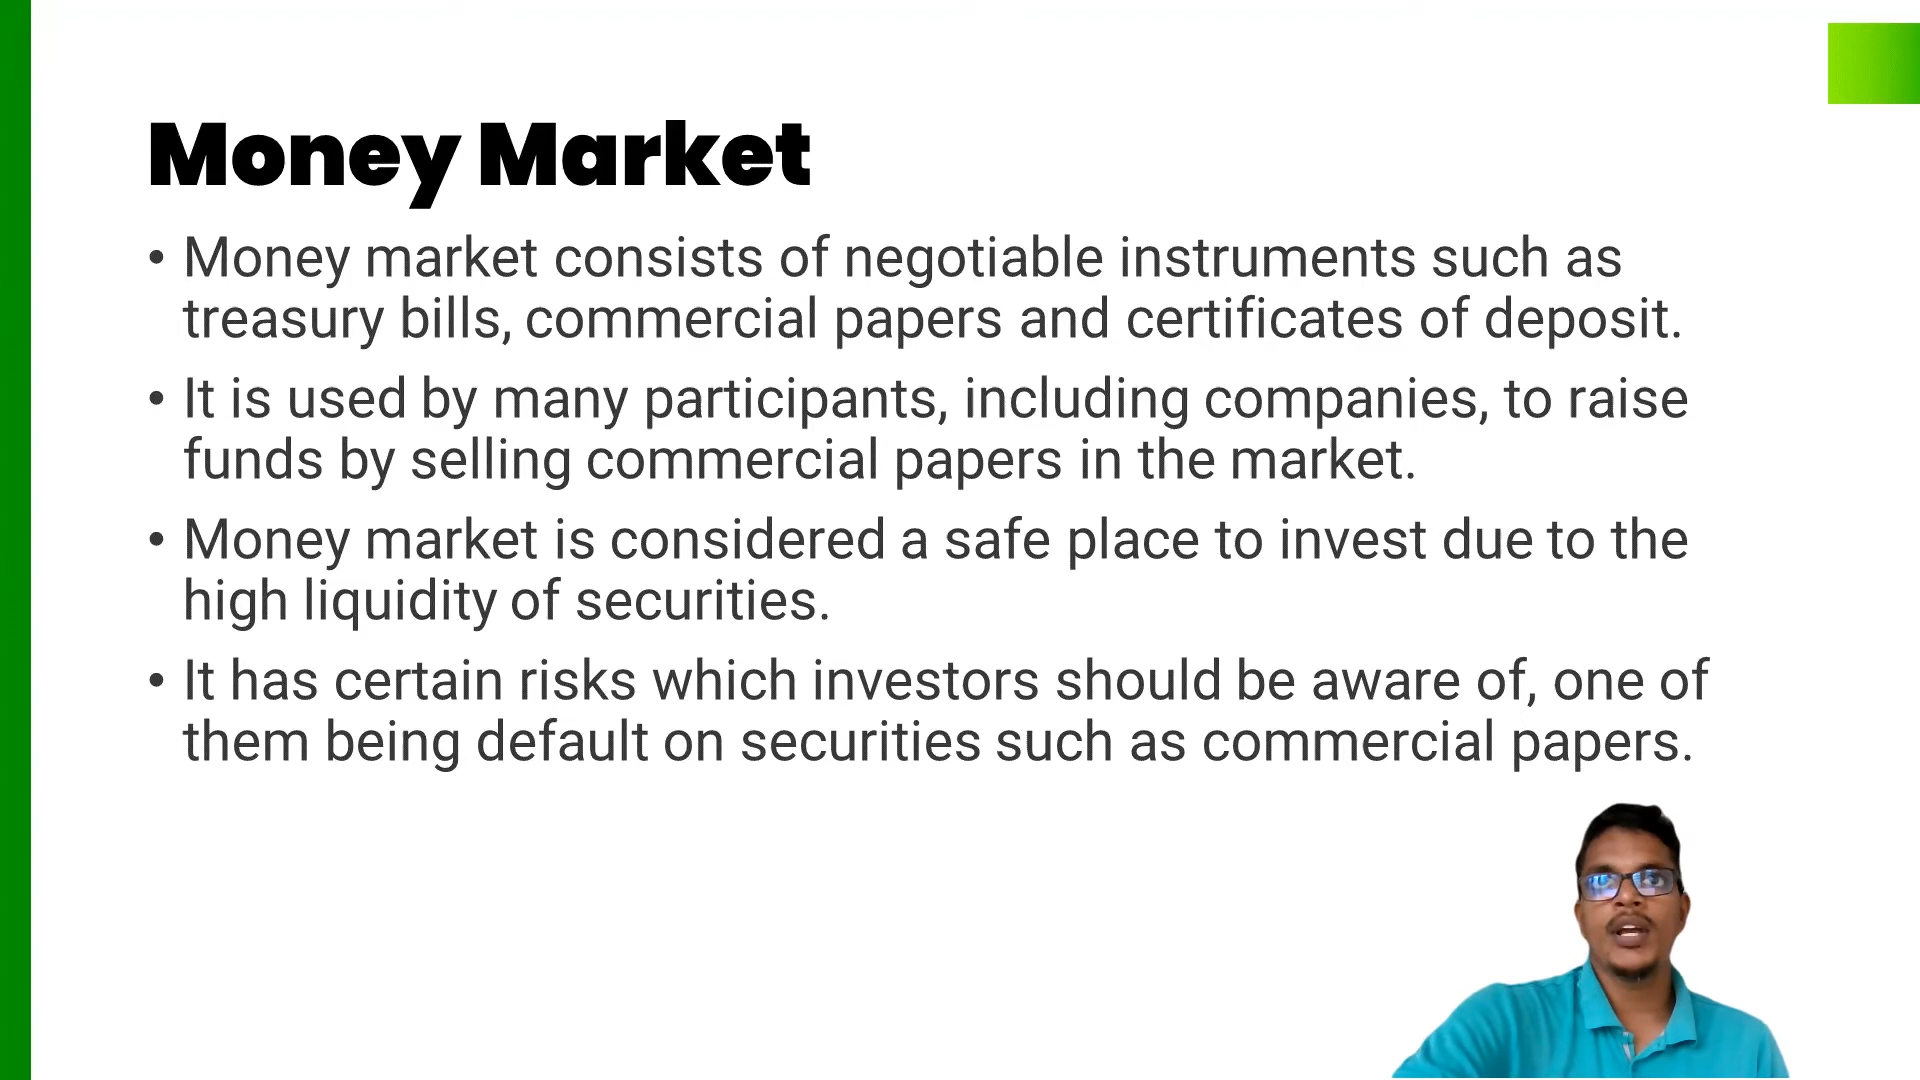 Money Market
• Money market consists of negotiable instruments such as
treasury bills, commercial papers and certificates of deposit.
• It is used by many participants, including companies, to raise
funds by selling commercial papers in the market.
• Money market is considered a safe place to invest due to the
high liquidity of securities.
• It has certain risks which investors should be aware of, one of
them being default on securities such as commercial papers.